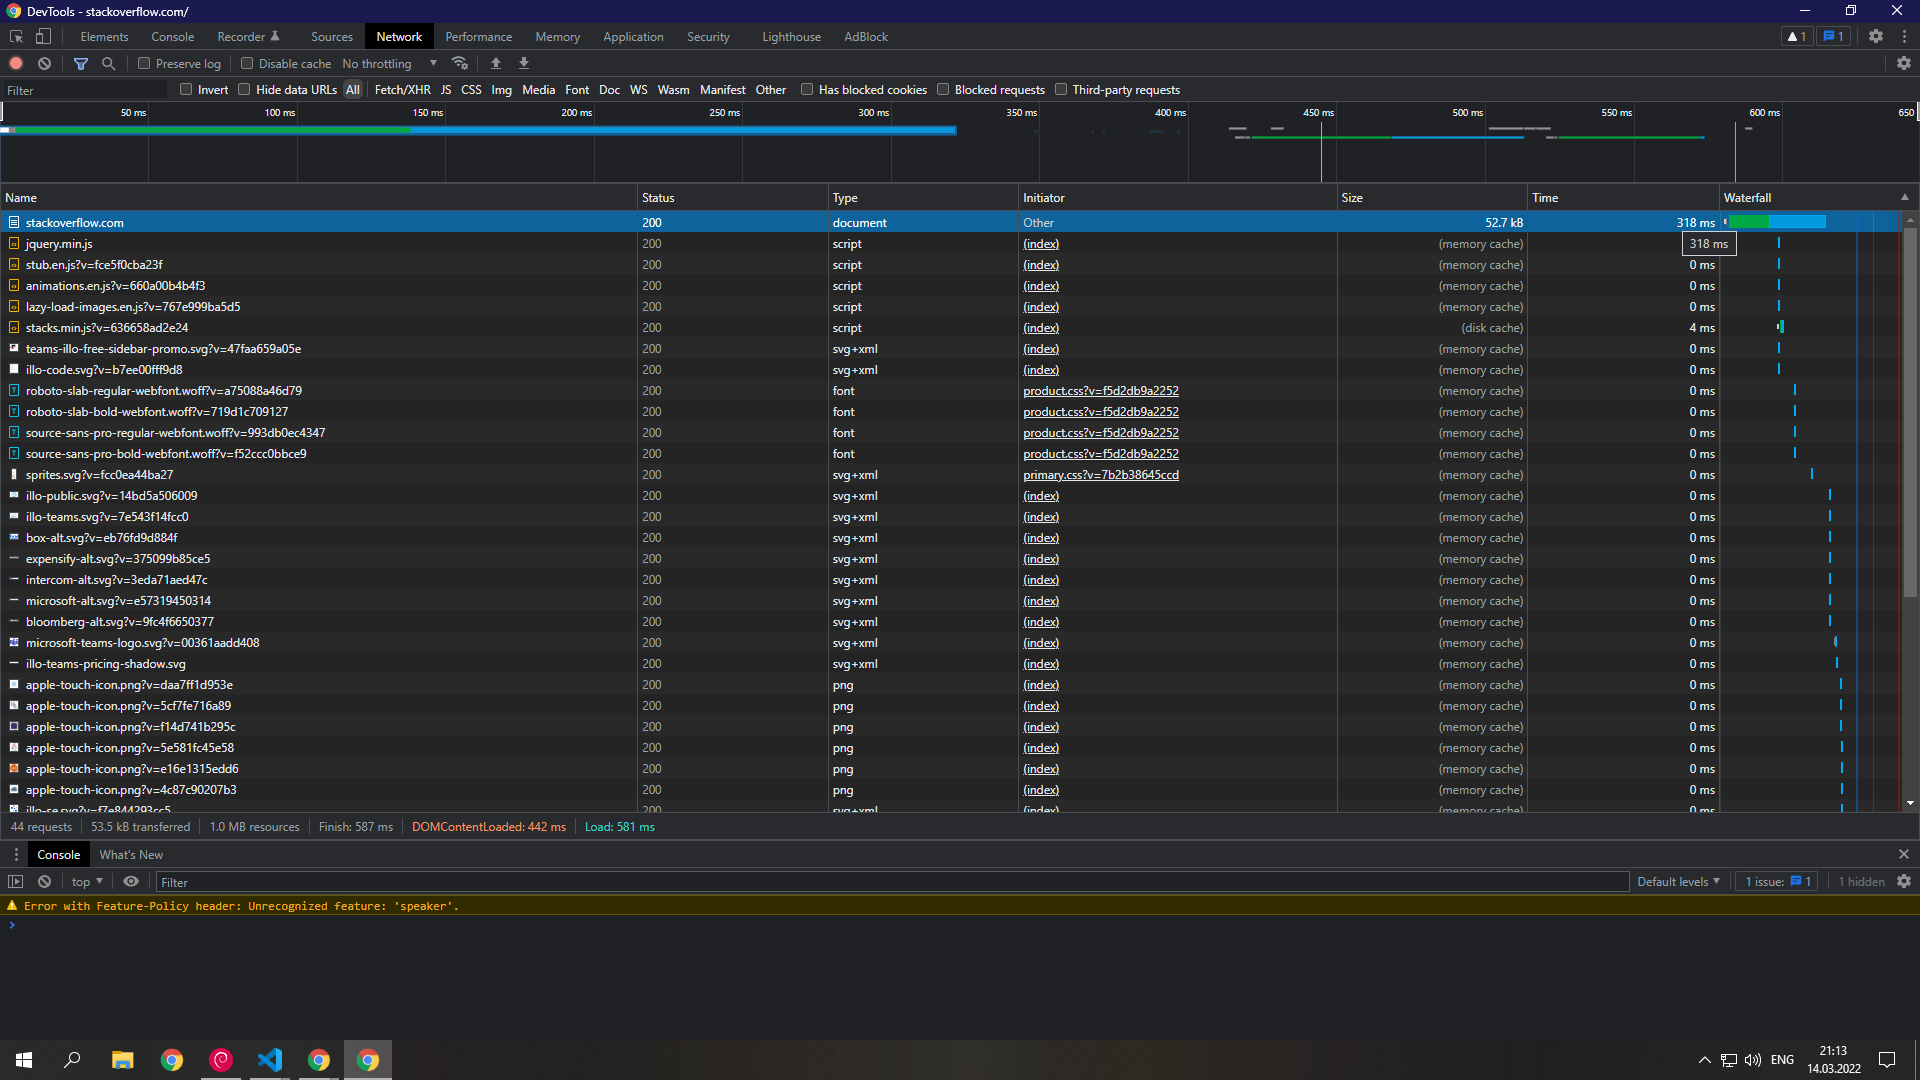 DevTools - stackoverflow.com/
Elements Console Recorder Sources Network Performance Memory Application Security Lighthouse AdBlock 1 1
Preserve log Disable cache No throttling
Filter Invert Hide data URLs All Fetch/XHR JS CSS Img Media Font Doc WS Wasm Manifest Other Has blocked cookies Blocked requests Third-party requests
50 ms 100 ms 150 ms 200 ms 250 ms 300 ms 350 ms 400 ms 450 ms 500 ms 550 ms 600 ms 650
Name Status Type Initiator Size Time Waterfall
stackoverflow.com 200 document Other 52.7 kB 318 ms
jquery.min.js 200 script (index) (memory cache) 318 ms
stub.en.js?v=fce5f0cba23f 200 script (index) (memory cache) 0 ms
animations.en.js?v=660a00b4b4f3 200 script (index) (memory cache) 0 ms
lazy-load-images.en.js?v=767e999ba5d5 200 script (index) (memory cache) 0 ms
stacks.min.js?v=636658ad2e24 200 script (index) (disk cache) 4 ms
teams-illo-free-sidebar-promo.svg?v=47faa659a05e 200 svg+xml (index) (memory cache) 0 ms
illo-code.svg?v=b7ee00fff9d8 200 svg+xml (index) (memory cache) 0 ms
roboto-slab-regular-webfont.woff?v=a75088a46d79 200 font product.css?v=f5d2db9a2252 (memory cache) 0 ms
roboto-slab-bold-webfont.woff?v=719d1c709127 200 font product.css?v=f5d2db9a2252 (memory cache) 0 ms
source-sans-pro-regular-webfont.woff?v=993db0ec4347 200 font product.css?v=f5d2db9a2252 (memory cache) 0 ms
source-sans-pro-bold-webfont.woff?v=f52ccc0bbce9 200 font product.css?v=f5d2db9a2252 (memory cache) 0 ms
sprites.svg?v=fcc0ea44ba27 200 svg+xml primary.css?v=7b2b38645ccd (memory cache) 0 ms
illo-public.svg?v=14bd5a506009 200 svg+xml (index) (memory cache) 0 ms
illo-teams.svg?v=7e543f14fcc0 200 svg+xml (index) (memory cache) 0 ms
box-alt.svg?v=eb76fd9d884f 200 svg+xml (index) (memory cache) 0 ms
expensify-alt.svg?v=375099b85ce5 200 svg+xml (index) (memory cache) 0 ms
intercom-alt.svg?v=3eda71aed47c 200 svg+xml (index) (memory cache) 0 ms
microsoft-alt.svg?v=e57319450314 200 svg+xml (index) (memory cache) 0 ms
bloomberg-alt.svg?v=9fc4f6650377 200 svg+xml (index) (memory cache) 0 ms
microsoft-teams-logo.svg?v=00361aadd408 200 svg+xml (index) (memory cache) 0 ms
illo-teams-pricing-shadow.svg 200 svg+xml (index) (memory cache) 0 ms
apple-touch-icon.png?v=daa7ff1d953e 200 png (index) (memory cache) 0 ms
apple-touch-icon.png?v=5cf7fe716a89 200 png (index) (memory cache) 0 ms
apple-touch-icon.png?v=f14d741b295c 200 png (index) (memory cache) 0 ms
apple-touch-icon.png?v=5e581fc45e58 200 png (index) (memory cache) 0 ms
apple-touch-icon.png?v=e16e1315edd6 200 png (index) (memory cache) 0 ms
apple-touch-icon.png?v=4c87c90207b3 200 png (index) (memory cache) 0 ms
illo-se.svg?v=f7e844293cc5 200 svg+xml (index) (memory cache) 0 ms
44 requests 53.5 kB transferred 1.0 MB resources Finish: 587 ms DOMContentLoaded: 442 ms Load: 581 ms
Console What's New
top Filter Default levels 1 issue: 1 1 hidden
Error with Feature-Policy header: Unrecognized feature: 'speaker'.
ENG 21:13
14.03.2022